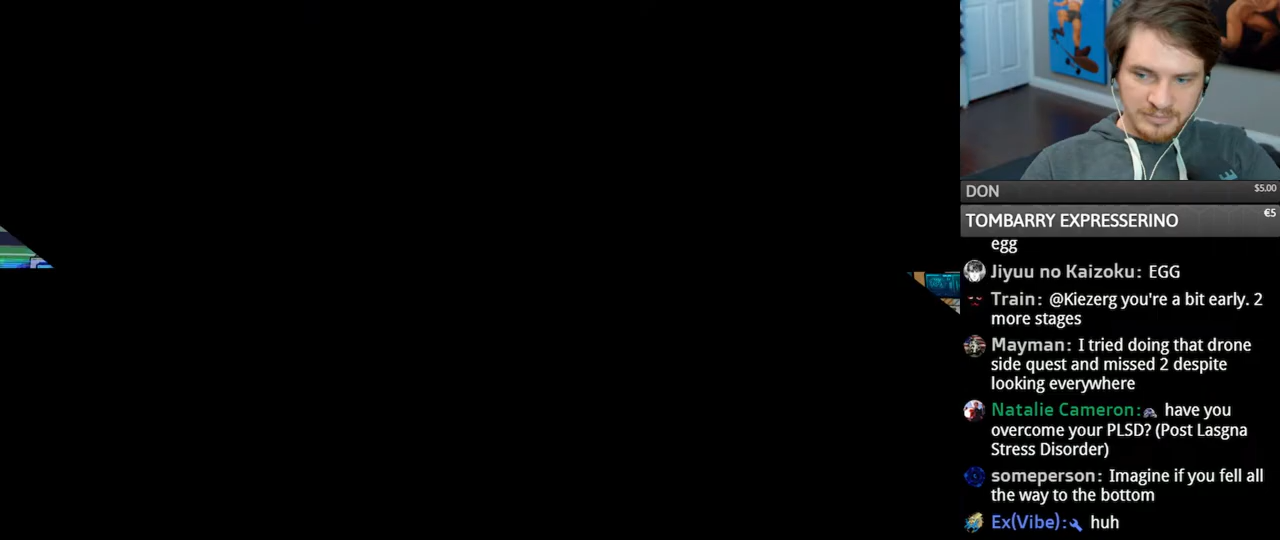 DON $5.00
TOMBARRY EXPRESSERINO €5
egg
Jiyuu no Kaizoku: EGG
Train: @Kiezerg you're a bit early. 2
more stages
Mayman: I tried doing that drone
side quest and missed 2 despite
looking everywhere
Natalie Cameron: have you
overcome your PLSD? (Post Lasgna
Stress Disorder)
someperson: Imagine if you fell all
the way to the bottom
Ex(Vibe): huh